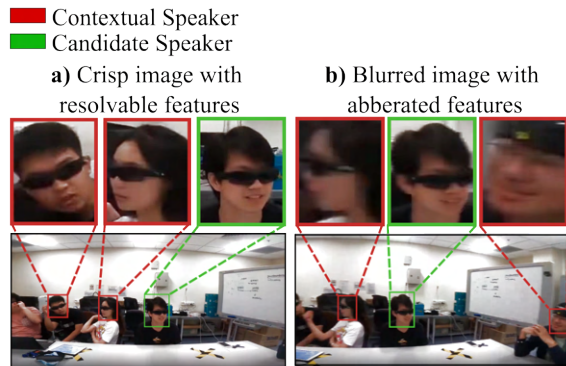 Contextual Speaker
Candidate Speaker
a) Crisp image with
resolvable features
b) Blurred image with
abberated features